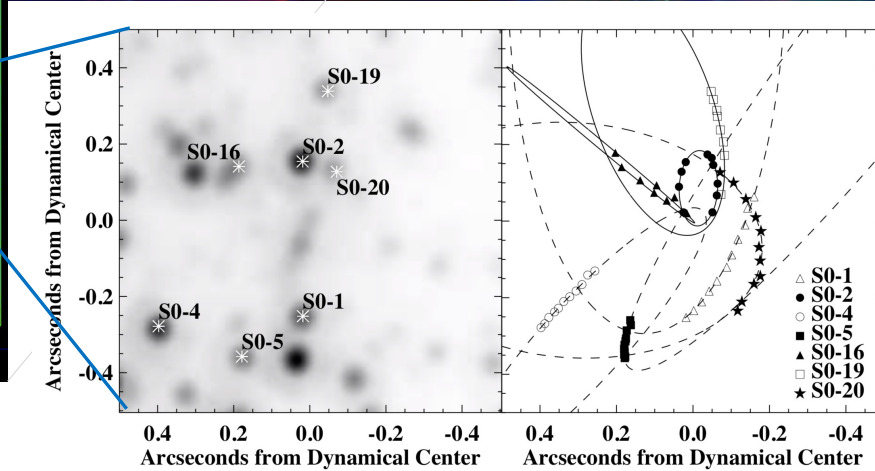 Arcseconds from Dynamical Center
0.4
0.2
0.0
-0.2
-0.4
S0-19
S0-16
S0-2
S0-20
S0-4
S0-1
S0-5
0.4 0.2 0.0 -0.2 -0.4
Arcseconds from Dynamical Center
S0-1
S0-2
S0-4
S0-5
S0-16
S0-19
S0-20
0.4 0.2 0.0 -0.2 -0.4
Arcseconds from Dynamical Center